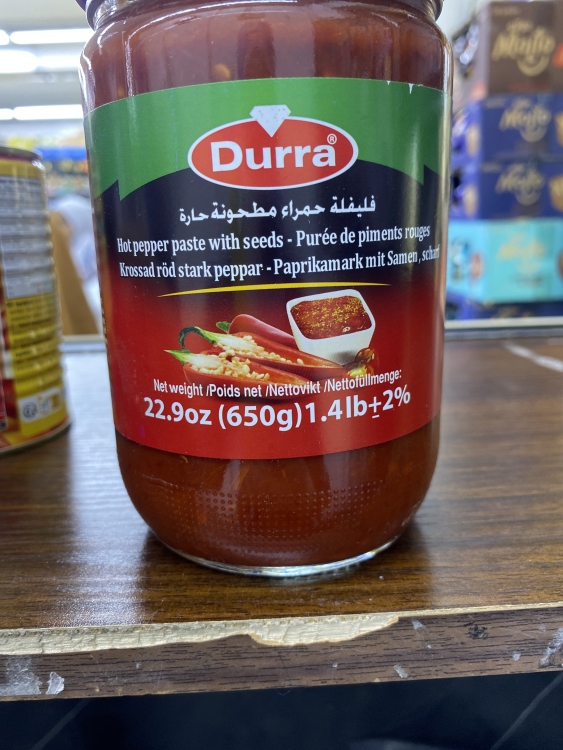 Durra®
فليفلة حمراء مطحونة حارة
Hot pepper paste with seeds - Purée de piments rouges
Krossad röd stark peppar - Paprikamark mit Samen, scharf
Net weight /Poids net /Nettovikt /Nettofüllmenge:
22.9oz (650g) 1.4lb±2%